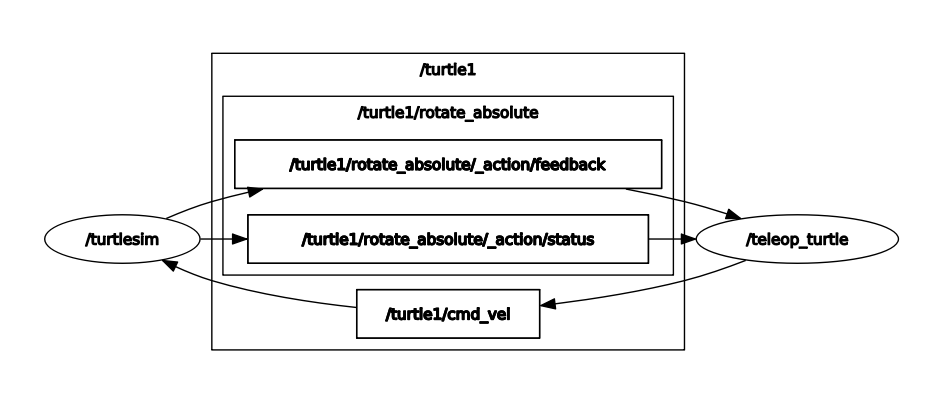 /turtle1
/turtle1/rotate_absolute
/turtle1/rotate_absolute/_action/feedback
/turtlesim
/turtle1/rotate_absolute/_action/status
/teleop_turtle
/turtle1/cmd_vel